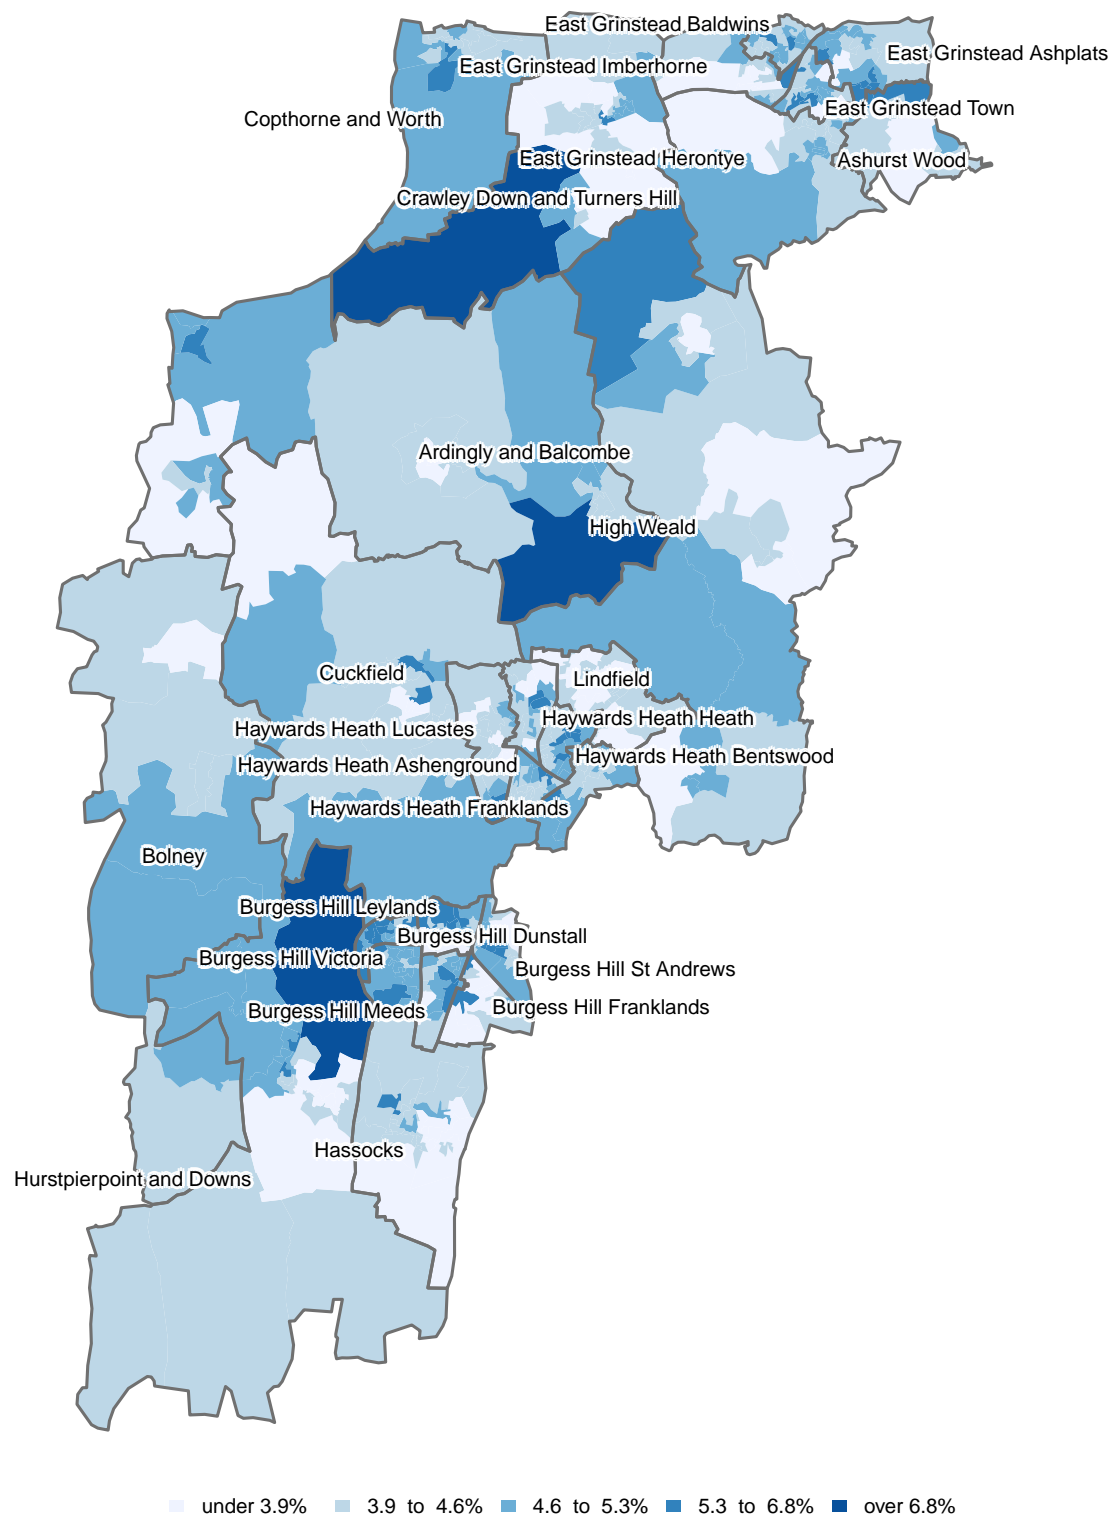 East Grinstead Baldwins
East Grinstead Ashplats
East Grinstead Imberhorne
East Grinstead Town
Copthorne and Worth
East Grinstead Herontye
Ashurst Wood
Crawley Down and Turners Hill
Ardingly and Balcombe
High Weald
Cuckfield
Lindfield
Haywards Heath Heath
Haywards Heath Lucastes
Haywards Heath Bentswood
Haywards Heath Ashenground
Haywards Heath Franklands
Bolney
Burgess Hill Leylands
Burgess Hill Dunstall
Burgess Hill Victoria
Burgess Hill St Andrews
Burgess Hill Franklands
Burgess Hill Meeds
Hassocks
Hurstpierpoint and Downs
under 3.9% 3.9 to 4.6% 4.6 to 5.3% 5.3 to 6.8% over 6.8%